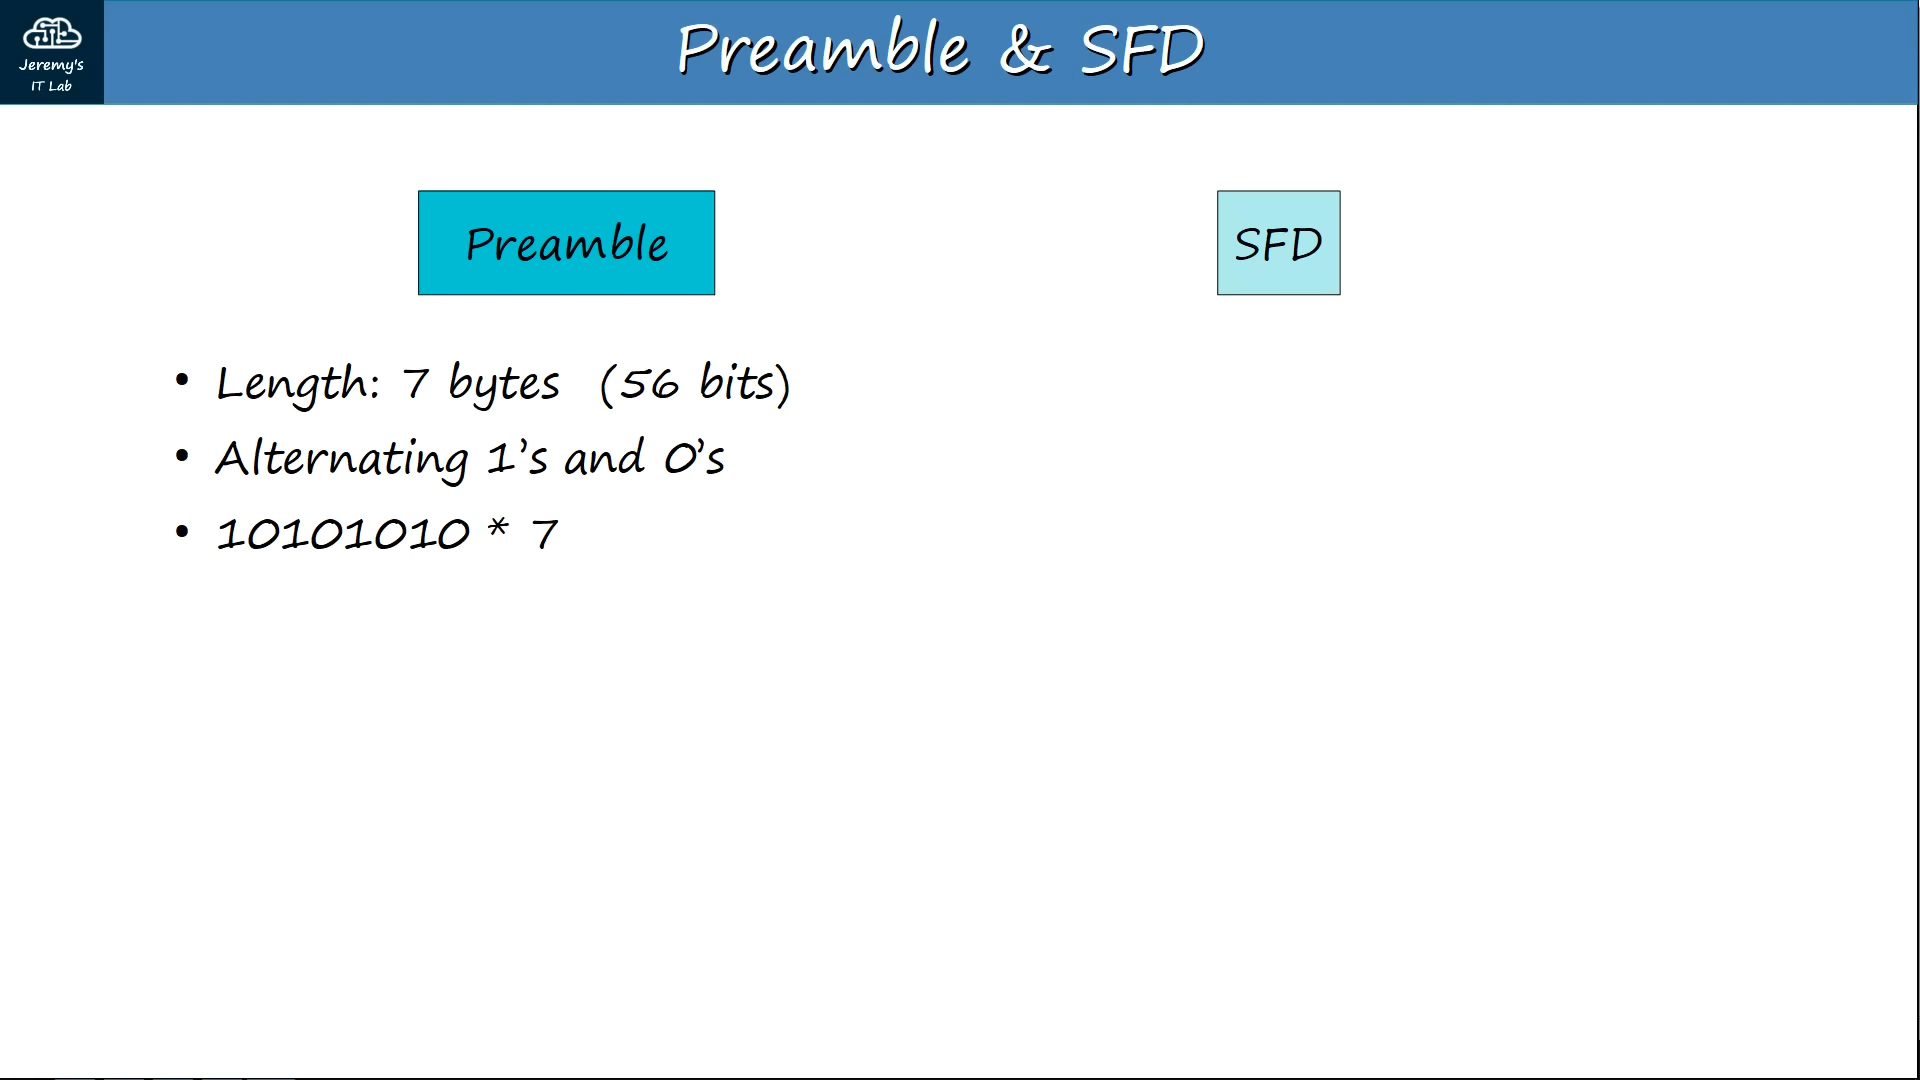 Jeremy's
IT Lab
Preamble & SFD
Preamble
SFD
• Length: 7 bytes (56 bits)
• Alternating 1’s and 0’s
• 10101010 * 7